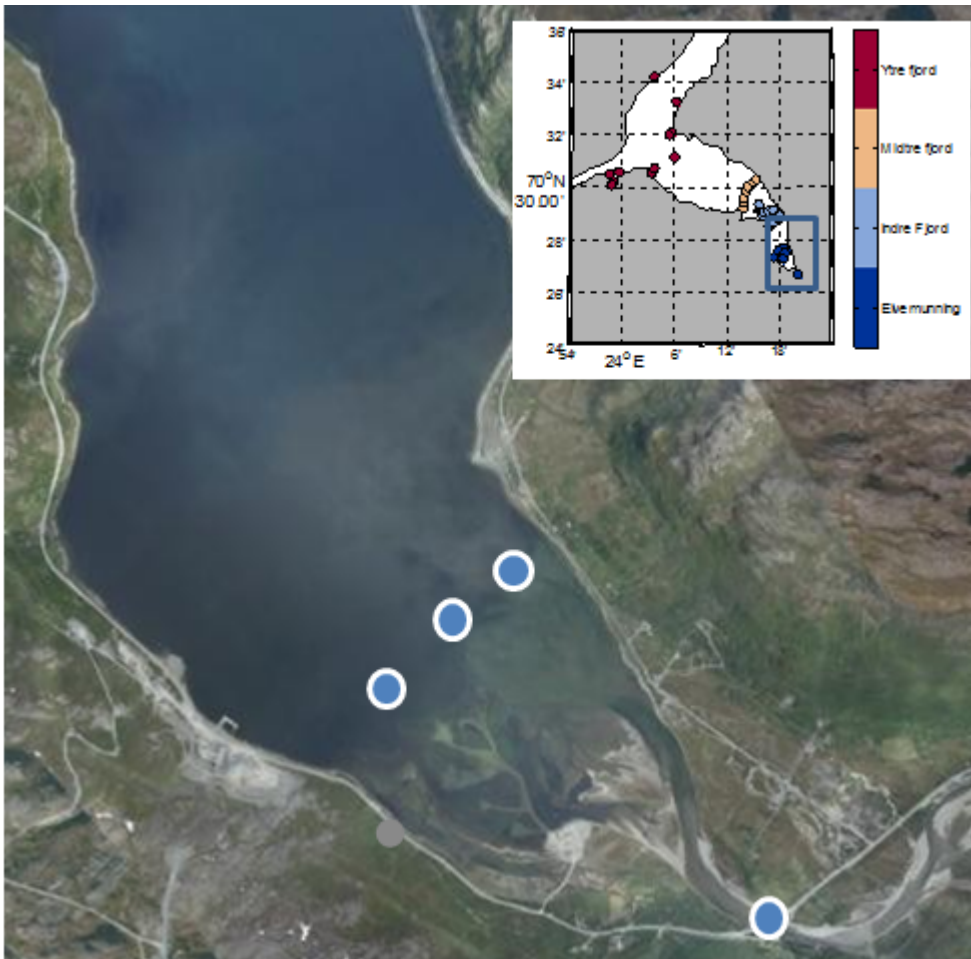 36'
34'
32'
70°N
30.00'
28'
26'
24'
54'
24°E
6'
12'
18'
Ytre fjord
Midtre fjord
Indre Fjord
Elvemunning